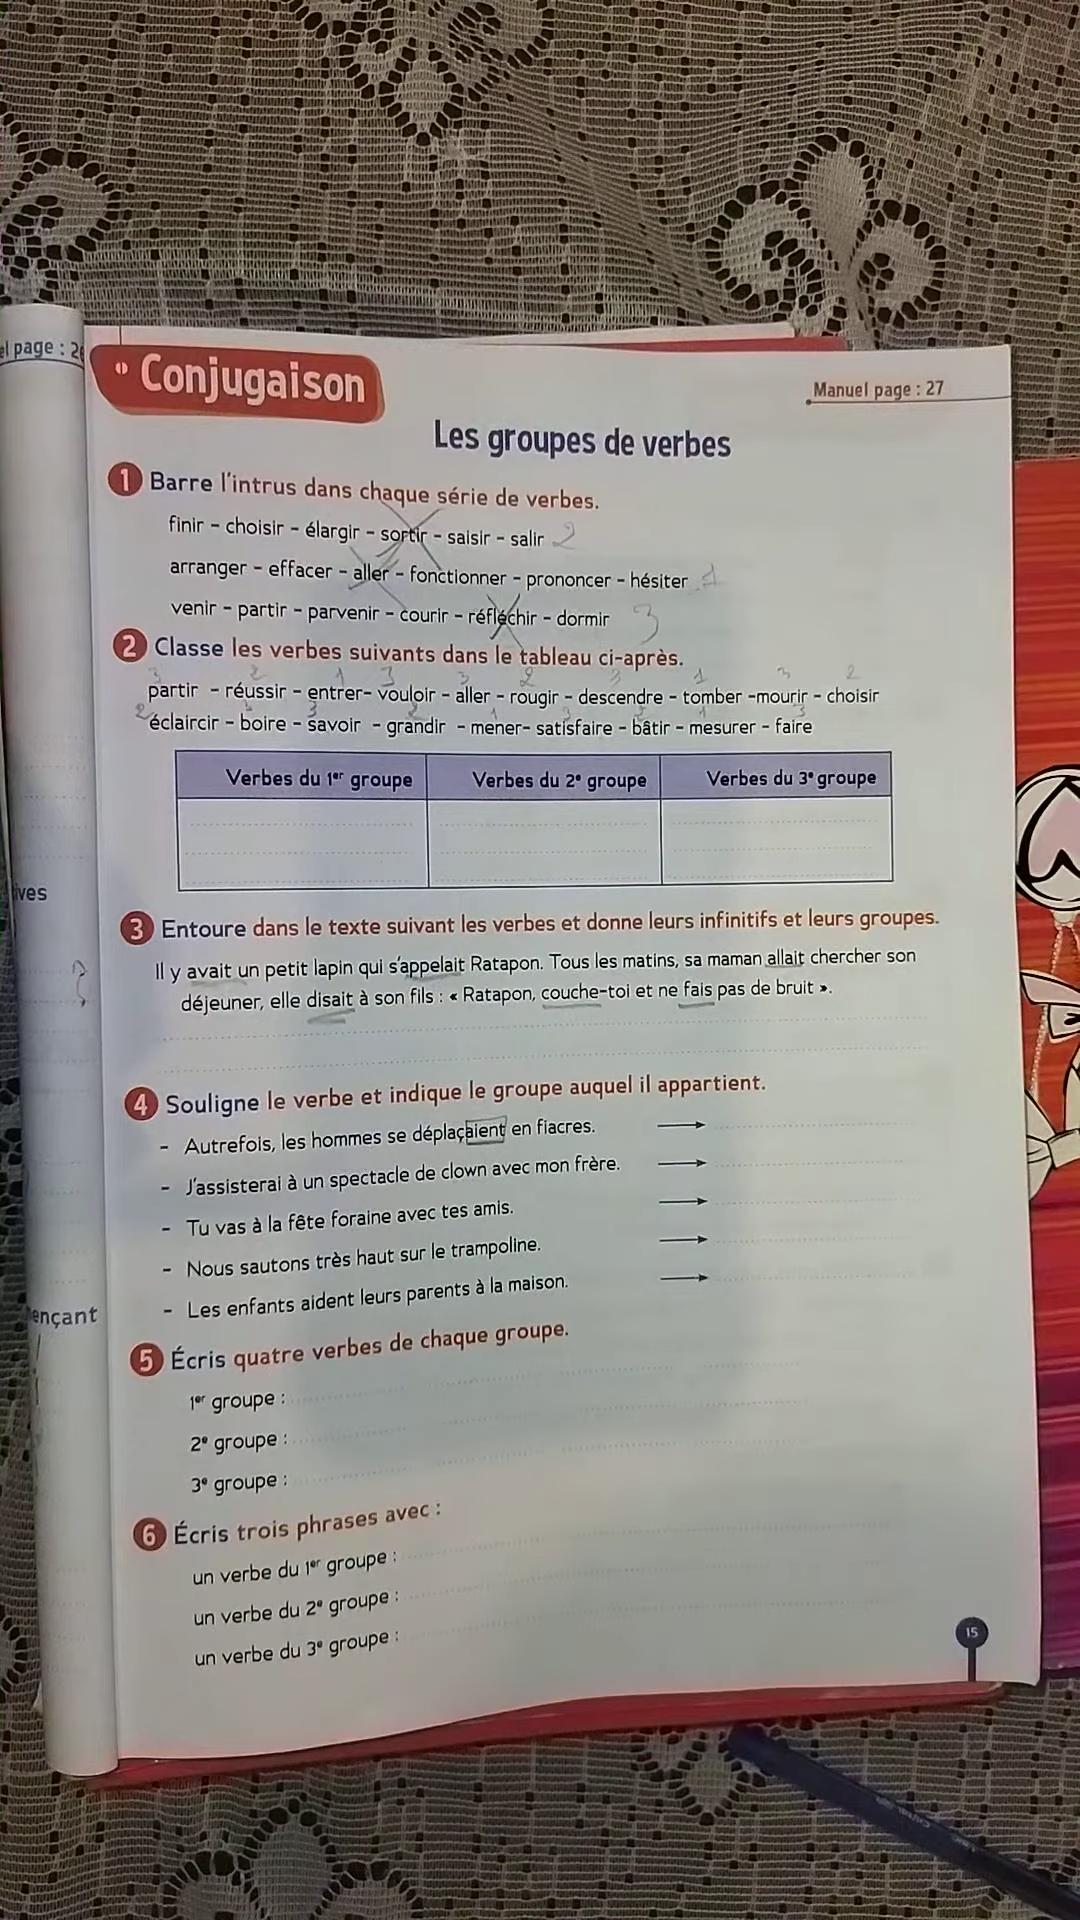 el page : 26
Conjugaison
Manuel page : 27
Les groupes de verbes
1 Barre l'intrus dans chaque série de verbes.
finir - choisir - élargir - sortir - saisir - salir 2
arranger - effacer - aller - fonctionner - prononcer - hésiter 1
venir - partir - parvenir - courir - réfléchir - dormir 3
2 Classe les verbes suivants dans le tableau ci-après.
3 2 1 3 3 2 3 1 3 2
partir - réussir - entrer- vouloir - aller - rougir - descendre - tomber -mourir - choisir
éclaircir - boire - savoir - grandir - mener- satisfaire - bâtir - mesurer - faire
Verbes du 1er groupe Verbes du 2e groupe Verbes du 3e groupe
ives
3 Entoure dans le texte suivant les verbes et donne leurs infinitifs et leurs groupes.
Il y avait un petit lapin qui s'appelait Ratapon. Tous les matins, sa maman allait chercher son
déjeuner, elle disait à son fils : « Ratapon, couche-toi et ne fais pas de bruit ».
4 Souligne le verbe et indique le groupe auquel il appartient.
- Autrefois, les hommes se déplaçaient en fiacres.
- J'assisterai à un spectacle de clown avec mon frère.
- Tu vas à la fête foraine avec tes amis.
- Nous sautons très haut sur le trampoline.
- Les enfants aident leurs parents à la maison.
ençant
5 Écris quatre verbes de chaque groupe.
1er groupe :
2e groupe :
3e groupe :
6 Écris trois phrases avec :
un verbe du 1er groupe :
un verbe du 2e groupe :
un verbe du 3e groupe :
15